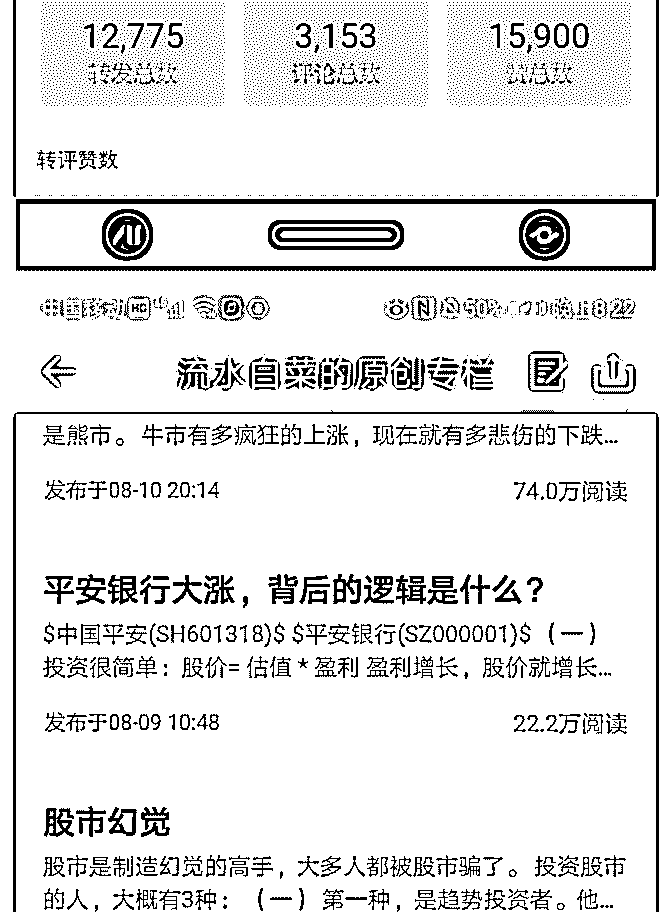 12,775
3,153
15,900
转发总数
评论总数
赞总数
转评赞数
中国移动 HD 8:22
流水白菜的原创专栏
是熊市。牛市有多疯狂的上涨，现在就有多悲伤的下跌...
发布于08-10 20:14
74.0万阅读
平安银行大涨，背后的逻辑是什么？
$中国平安(SH601318)$ $平安银行(SZ000001)$（一）
投资很简单：股价= 估值 * 盈利 盈利增长，股价就增长...
发布于08-09 10:48
22.2万阅读
股市幻觉
股市是制造幻觉的高手，大多人都被股市骗了。投资股市
的人，大概有3种：（一）第一种，是趋势投资者。他...